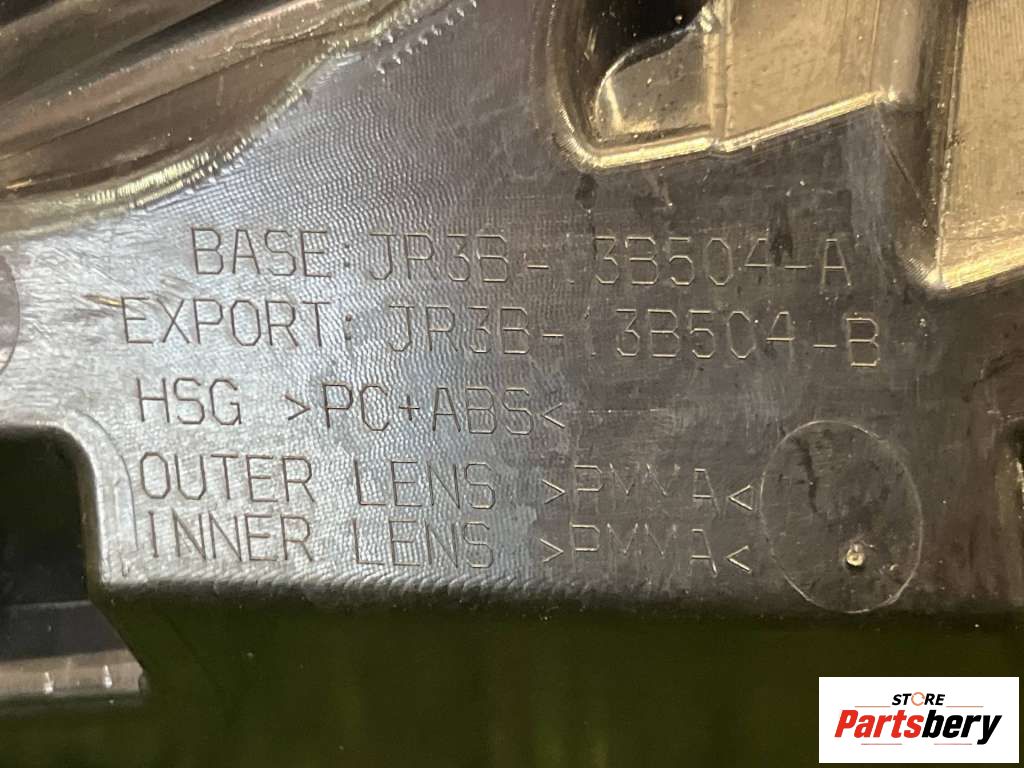 BASE: JR3B-13B504-A
EXPORT: JR3B-13B504-B
HSG >PC+ABS<
OUTER LENS >PMMA<
INNER LENS >PMMA<
STORE
Partsbery